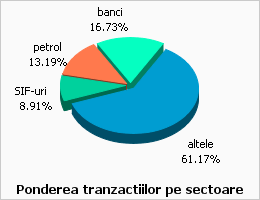 banci
16.73%
petrol
13.19%
SIF-uri
8.91%
altele
61.17%
Ponderea tranzactiilor pe sectoare